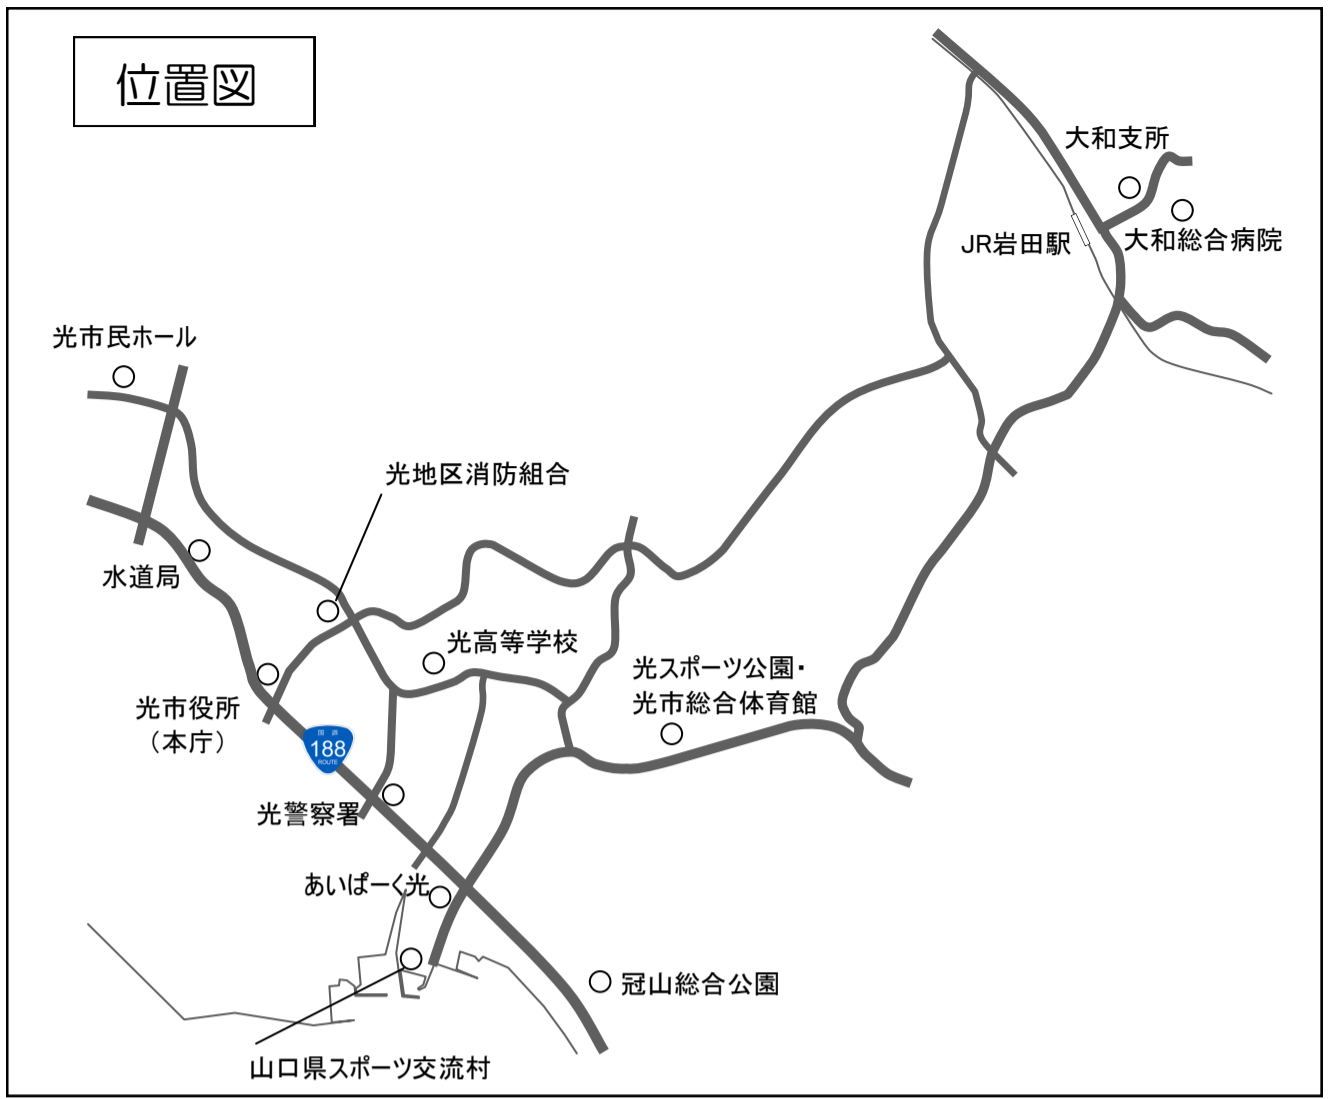 位置図
大和支所
JR岩田駅
大和総合病院
光市民ホール
光地区消防組合
水道局
光高等学校
光スポーツ公園・
光市総合体育館
光市役所
（本庁）
国道
188
ROUTE
光警察署
あいぱーく光
冠山総合公園
山口県スポーツ交流村